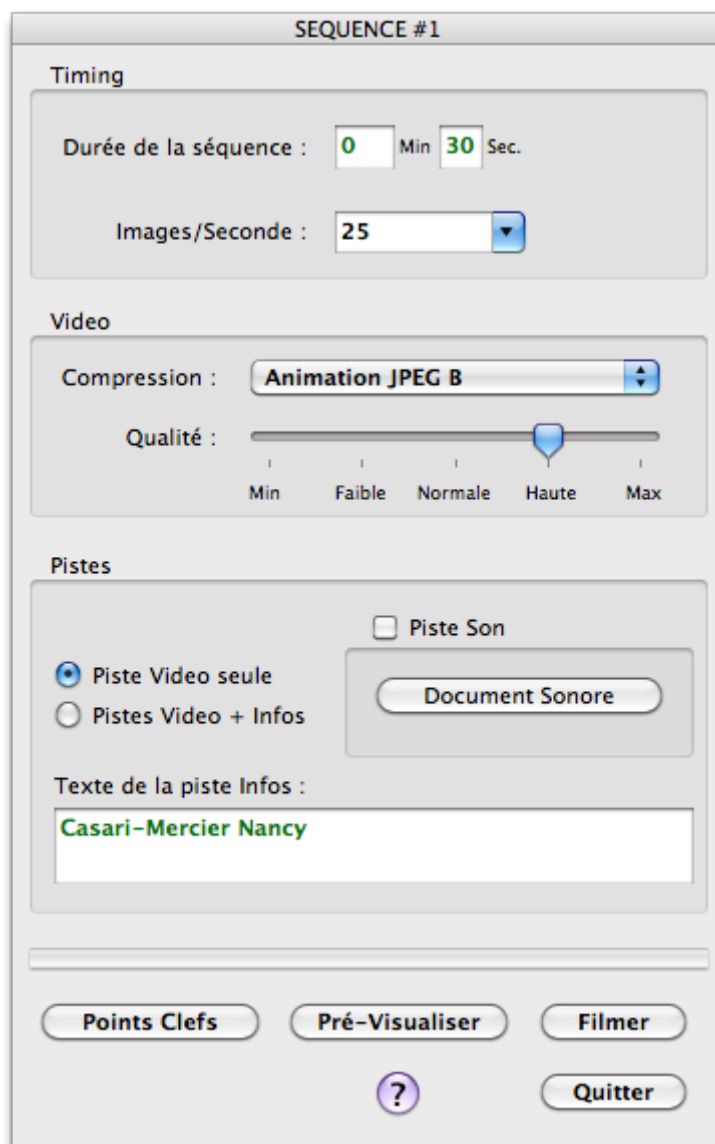 SEQUENCE #1
Timing
Durée de la séquence : 0 Min 30 Sec.
Images/Seconde : 25
Video
Compression : Animation JPEG B
Qualité :
Min Faible Normale Haute Max
Pistes
Piste Son
Piste Video seule
Document Sonore
Pistes Video + Infos
Texte de la piste Infos :
Casari-Mercier Nancy
Points Clefs Pré-Visualiser Filmer
? Quitter